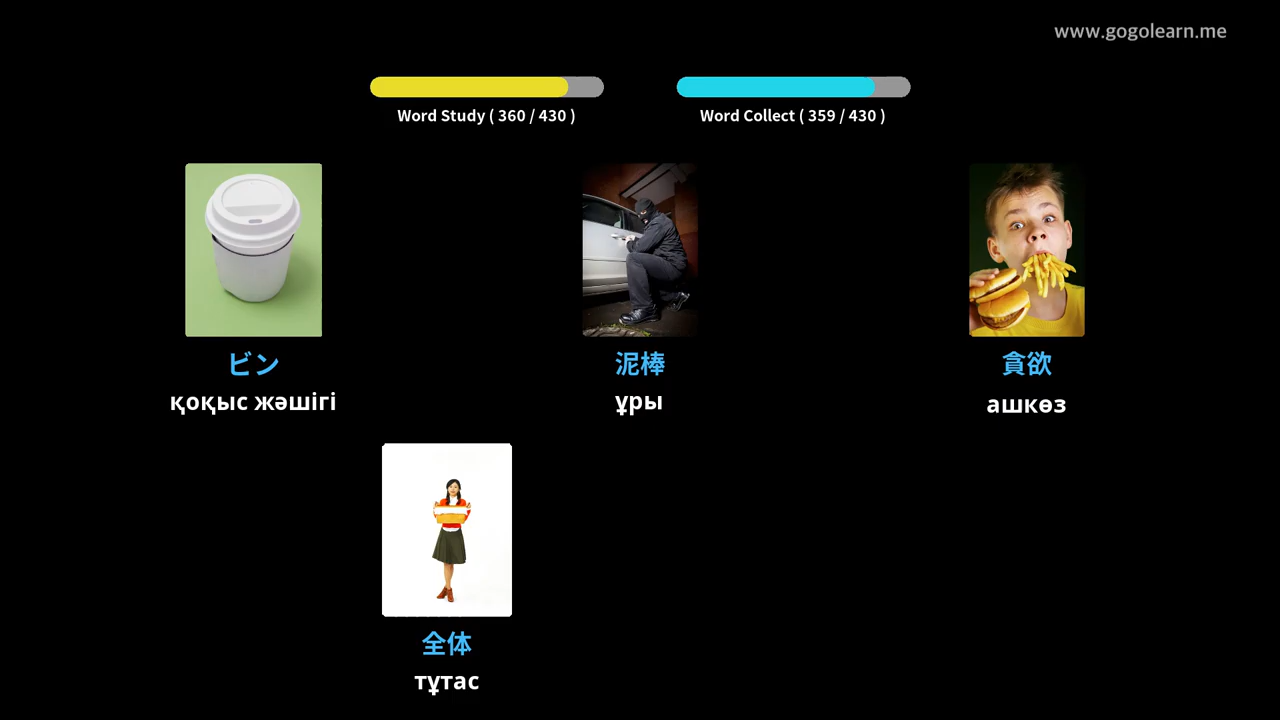 www.gogolearn.me
Word Study ( 360 / 430 )
Word Collect ( 359 / 430 )
ビン
қоқыс жәшігі
泥棒
ұры
貪欲
ашкөз
全体
тұтас